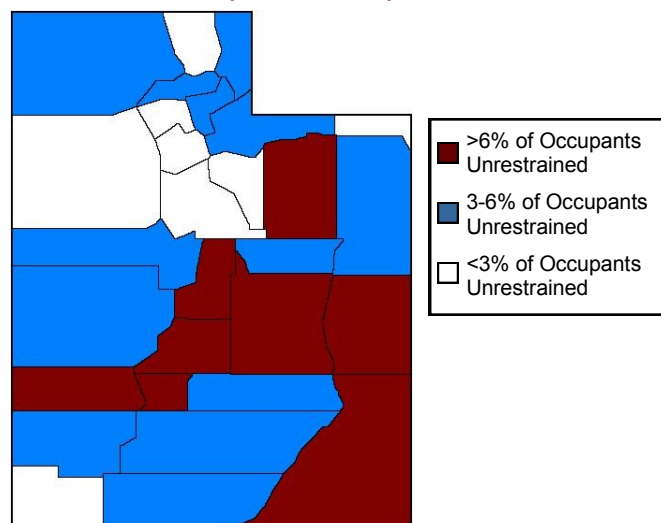 >6% of Occupants
Unrestrained
3-6% of Occupants
Unrestrained
<3% of Occupants
Unrestrained